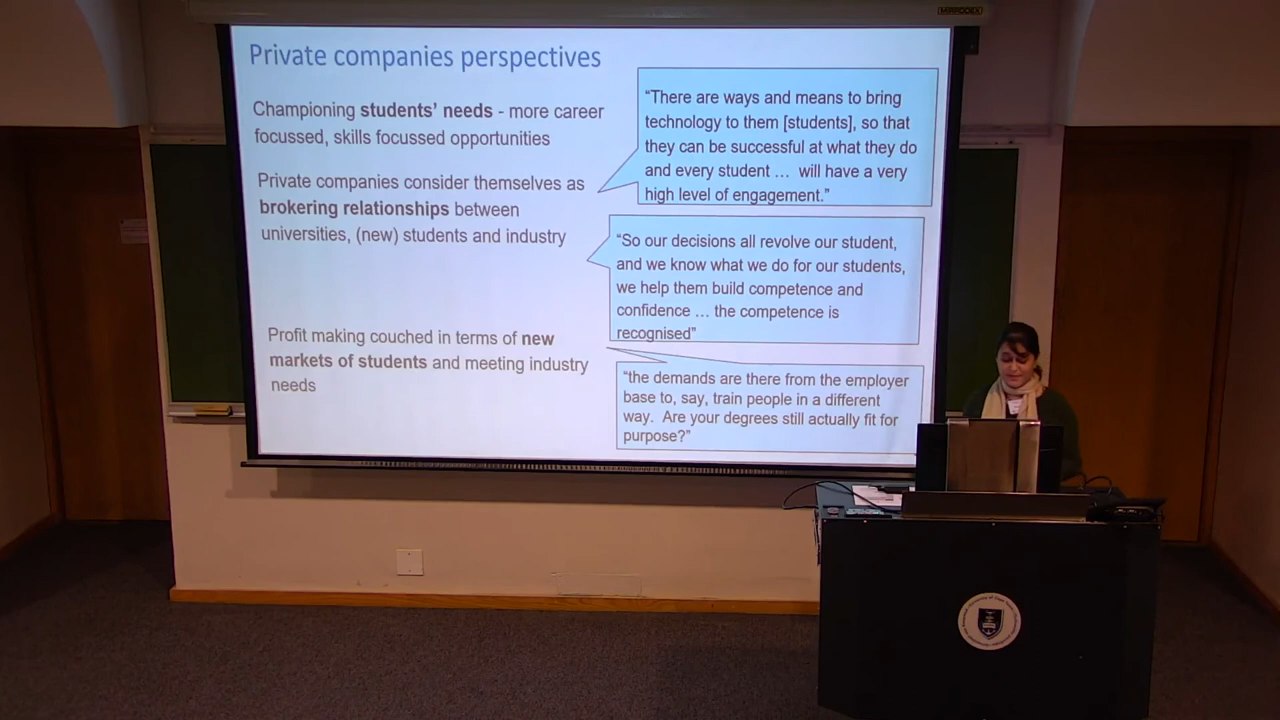 Private companies perspectives
Championing students' needs - more career
focussed, skills focussed opportunities
Private companies consider themselves as
brokering relationships between
universities, (new) students and industry
Profit making couched in terms of new
markets of students and meeting industry
needs
“There are ways and means to bring
technology to them [students], so that
they can be successful at what they do
and every student … will have a very
high level of engagement.”
“So our decisions all revolve our student,
and we know what we do for our students,
we help them build competence and
confidence … the competence is
recognised”
“the demands are there from the employer
base to, say, train people in a different
way. Are your degrees still actually fit for
purpose?”